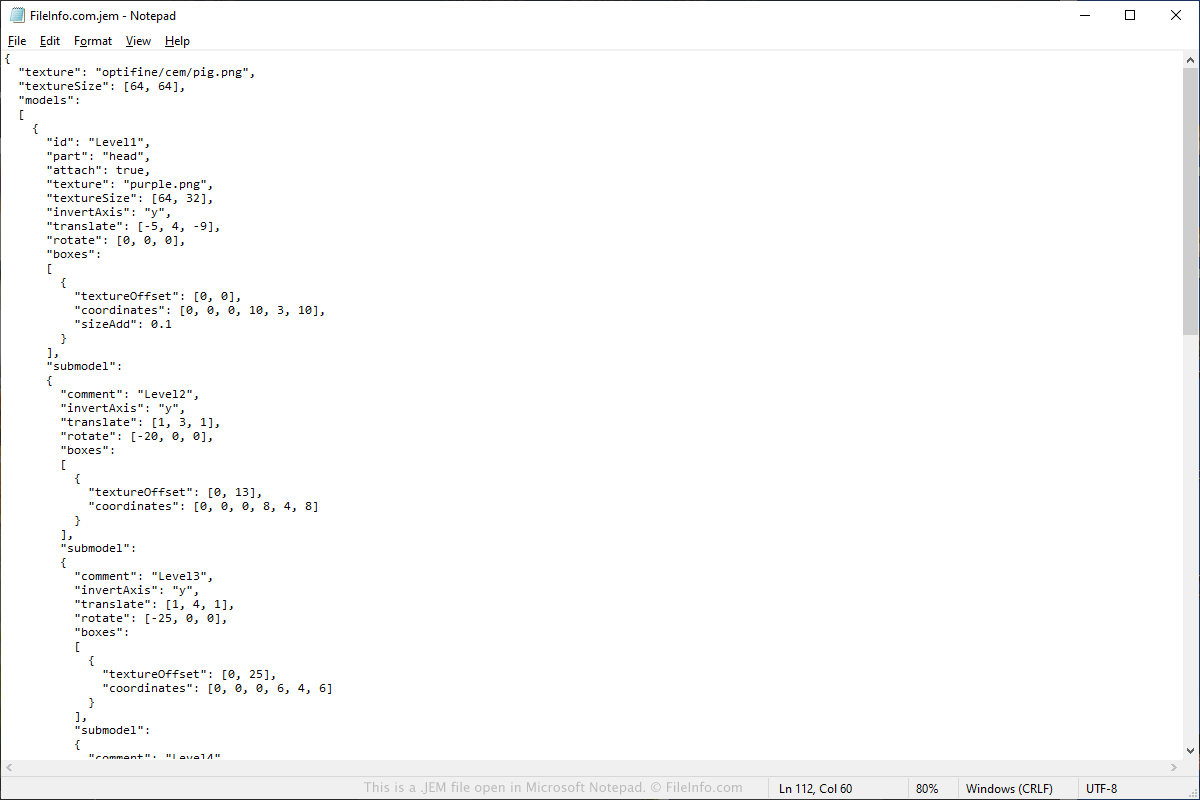 FileInfo.com.jem - Notepad
File Edit Format View Help
{
  "texture": "optifine/cem/pig.png",
  "textureSize": [64, 64],
  "models":
  [
    {
      "id": "Level1",
      "part": "head",
      "attach": true,
      "texture": "purple.png",
      "textureSize": [64, 32],
      "invertAxis": "y",
      "translate": [-5, 4, -9],
      "rotate": [0, 0, 0],
      "boxes":
      [
        {
          "textureOffset": [0, 0],
          "coordinates": [0, 0, 0, 10, 3, 10],
          "sizeAdd": 0.1
        }
      ],
      "submodel":
      {
        "comment": "Level2",
        "invertAxis": "y",
        "translate": [1, 3, 1],
        "rotate": [-20, 0, 0],
        "boxes":
        [
          {
            "textureOffset": [0, 13],
            "coordinates": [0, 0, 0, 8, 4, 8]
          }
        ],
        "submodel":
        {
          "comment": "Level3",
          "invertAxis": "y",
          "translate": [1, 4, 1],
          "rotate": [-25, 0, 0],
          "boxes":
          [
            {
              "textureOffset": [0, 25],
              "coordinates": [0, 0, 0, 6, 4, 6]
            }
          ],
          "submodel":
          {
            "comment": "Level4"
This is a .JEM file open in Microsoft Notepad. © FileInfo.com
Ln 112, Col 60
80%
Windows (CRLF)
UTF-8